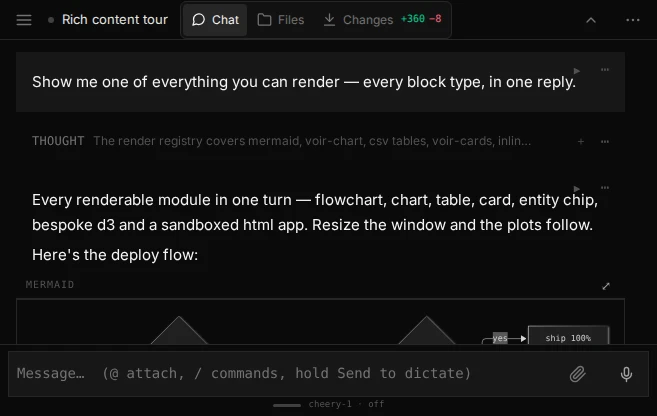 Rich content tour
Chat
Files
Changes +360 −8
Show me one of everything you can render — every block type, in one reply.
THOUGHT The render registry covers mermaid, voir-chart, csv tables, voir-cards, inlin...
Every renderable module in one turn — flowchart, chart, table, card, entity chip,
bespoke d3 and a sandboxed html app. Resize the window and the plots follow.
Here's the deploy flow:
MERMAID
yes
ship 100%
Message… (@ attach, / commands, hold Send to dictate)
cheery-1 · off